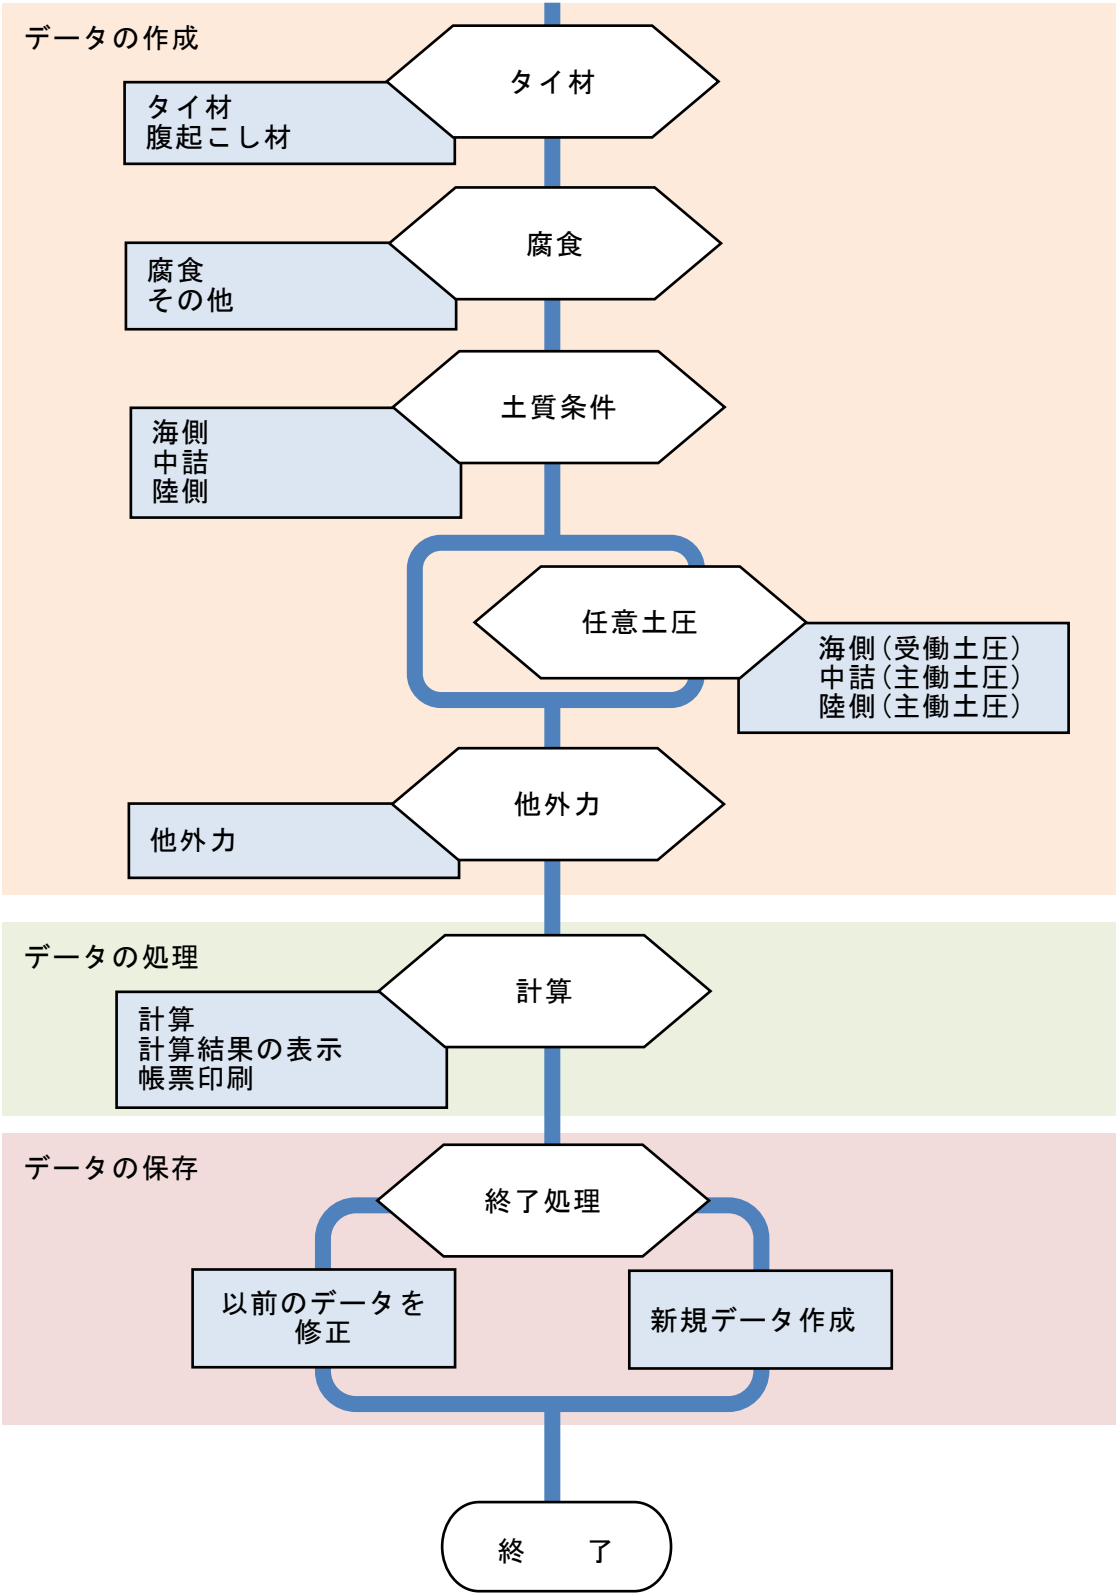 データの作成
タイ材
タイ材
腹起こし材
腐食
腐食
その他
土質条件
海側
中詰
陸側
任意土圧
海側(受働土圧)
中詰(主働土圧)
陸側(主働土圧)
他外力
他外力
データの処理
計算
計算
計算結果の表示
帳票印刷
データの保存
終了処理
以前のデータを
修正
新規データ作成
終　　了